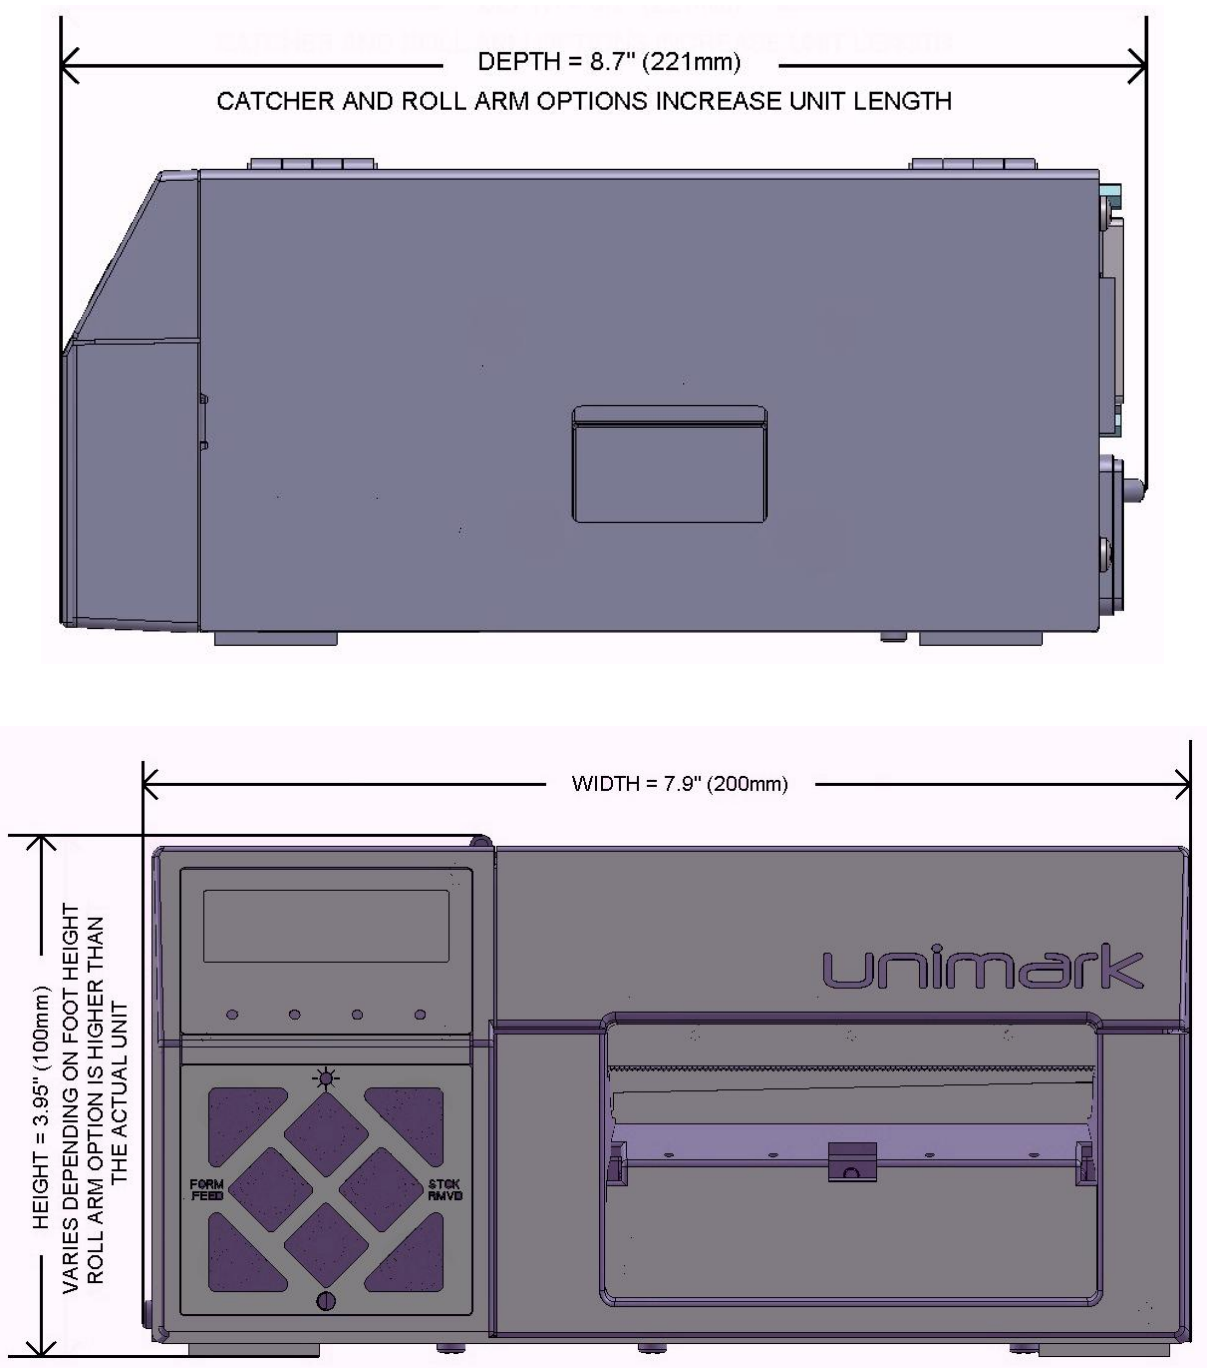 DEPTH = 8.7" (221mm)
CATCHER AND ROLL ARM OPTIONS INCREASE UNIT LENGTH
WIDTH = 7.9" (200mm)
HEIGHT = 3.95" (100mm)
VARIES DEPENDING ON FOOT HEIGHT
ROLL ARM OPTION IS HIGHER THAN
THE ACTUAL UNIT
unimark
FORM
FEED
STCK
RMVD